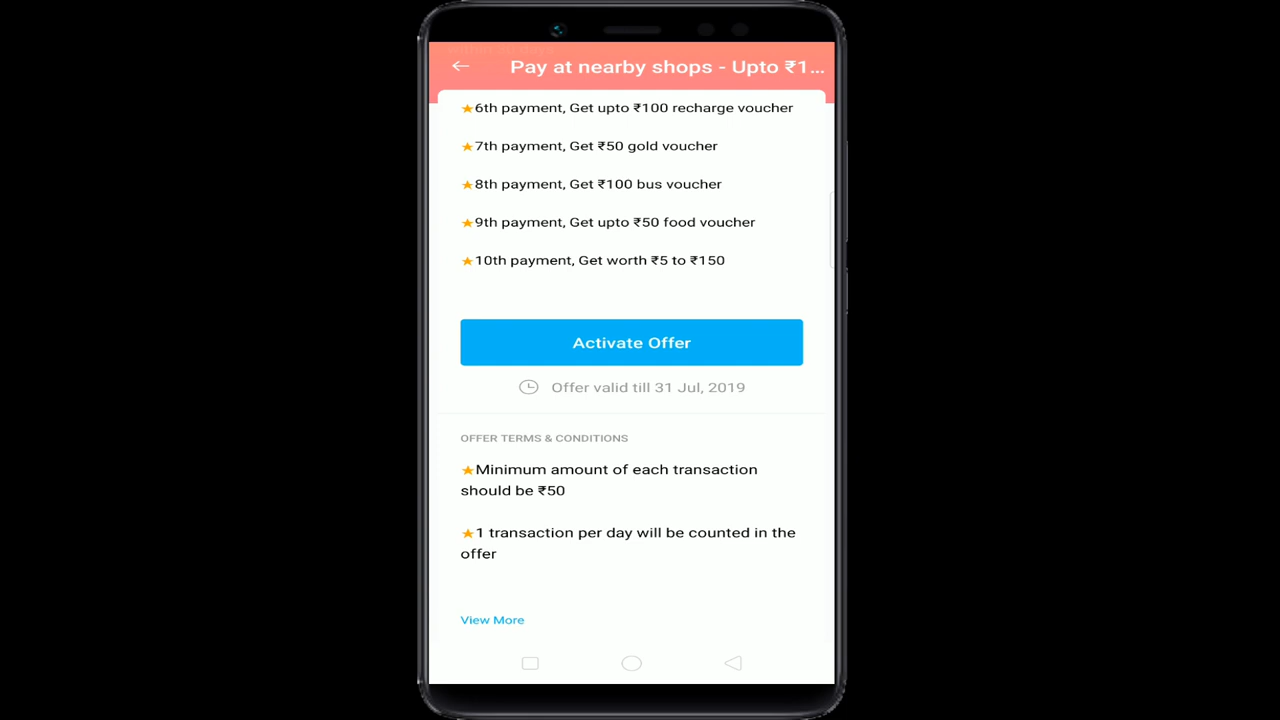 Pay at nearby shops - Upto ₹1...
★6th payment, Get upto ₹100 recharge voucher
★7th payment, Get ₹50 gold voucher
★8th payment, Get ₹100 bus voucher
★9th payment, Get upto ₹50 food voucher
★10th payment, Get worth ₹5 to ₹150
Activate Offer
Offer valid till 31 Jul, 2019
OFFER TERMS & CONDITIONS
★Minimum amount of each transaction
should be ₹50
★1 transaction per day will be counted in the
offer
View More